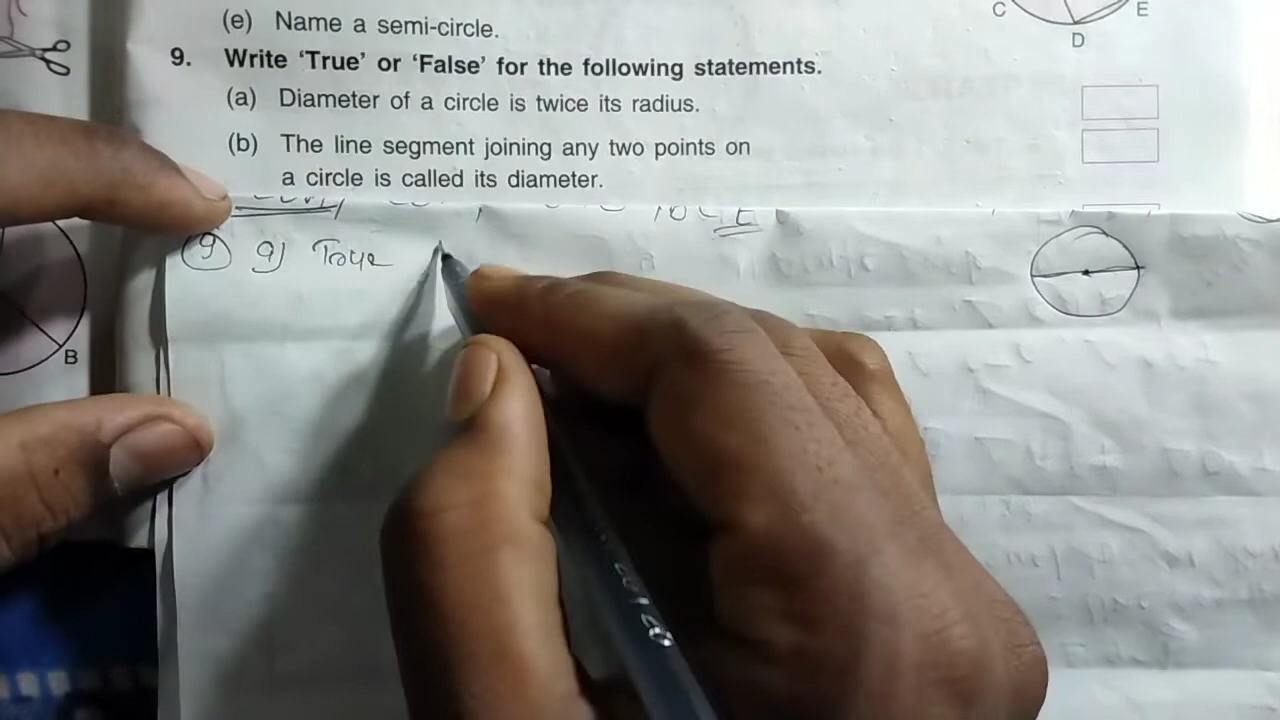 (e) Name a semi-circle.
C
E
D
9. Write ‘True’ or ‘False’ for the following statements.
(a) Diameter of a circle is twice its radius.
(b) The line segment joining any two points on
a circle is called its diameter.
9 a) True
B